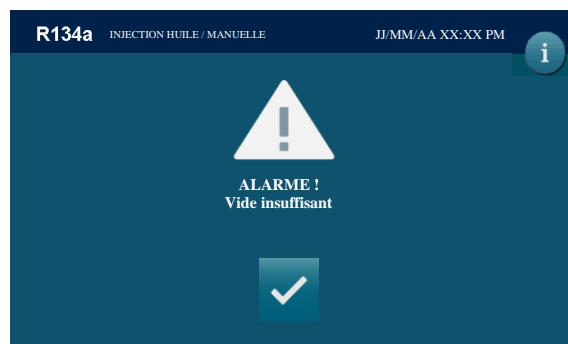 R134a INJECTION HUILE / MANUELLE JJ/MM/AA XX:XX PM
i
ALARME !
Vide insuffisant